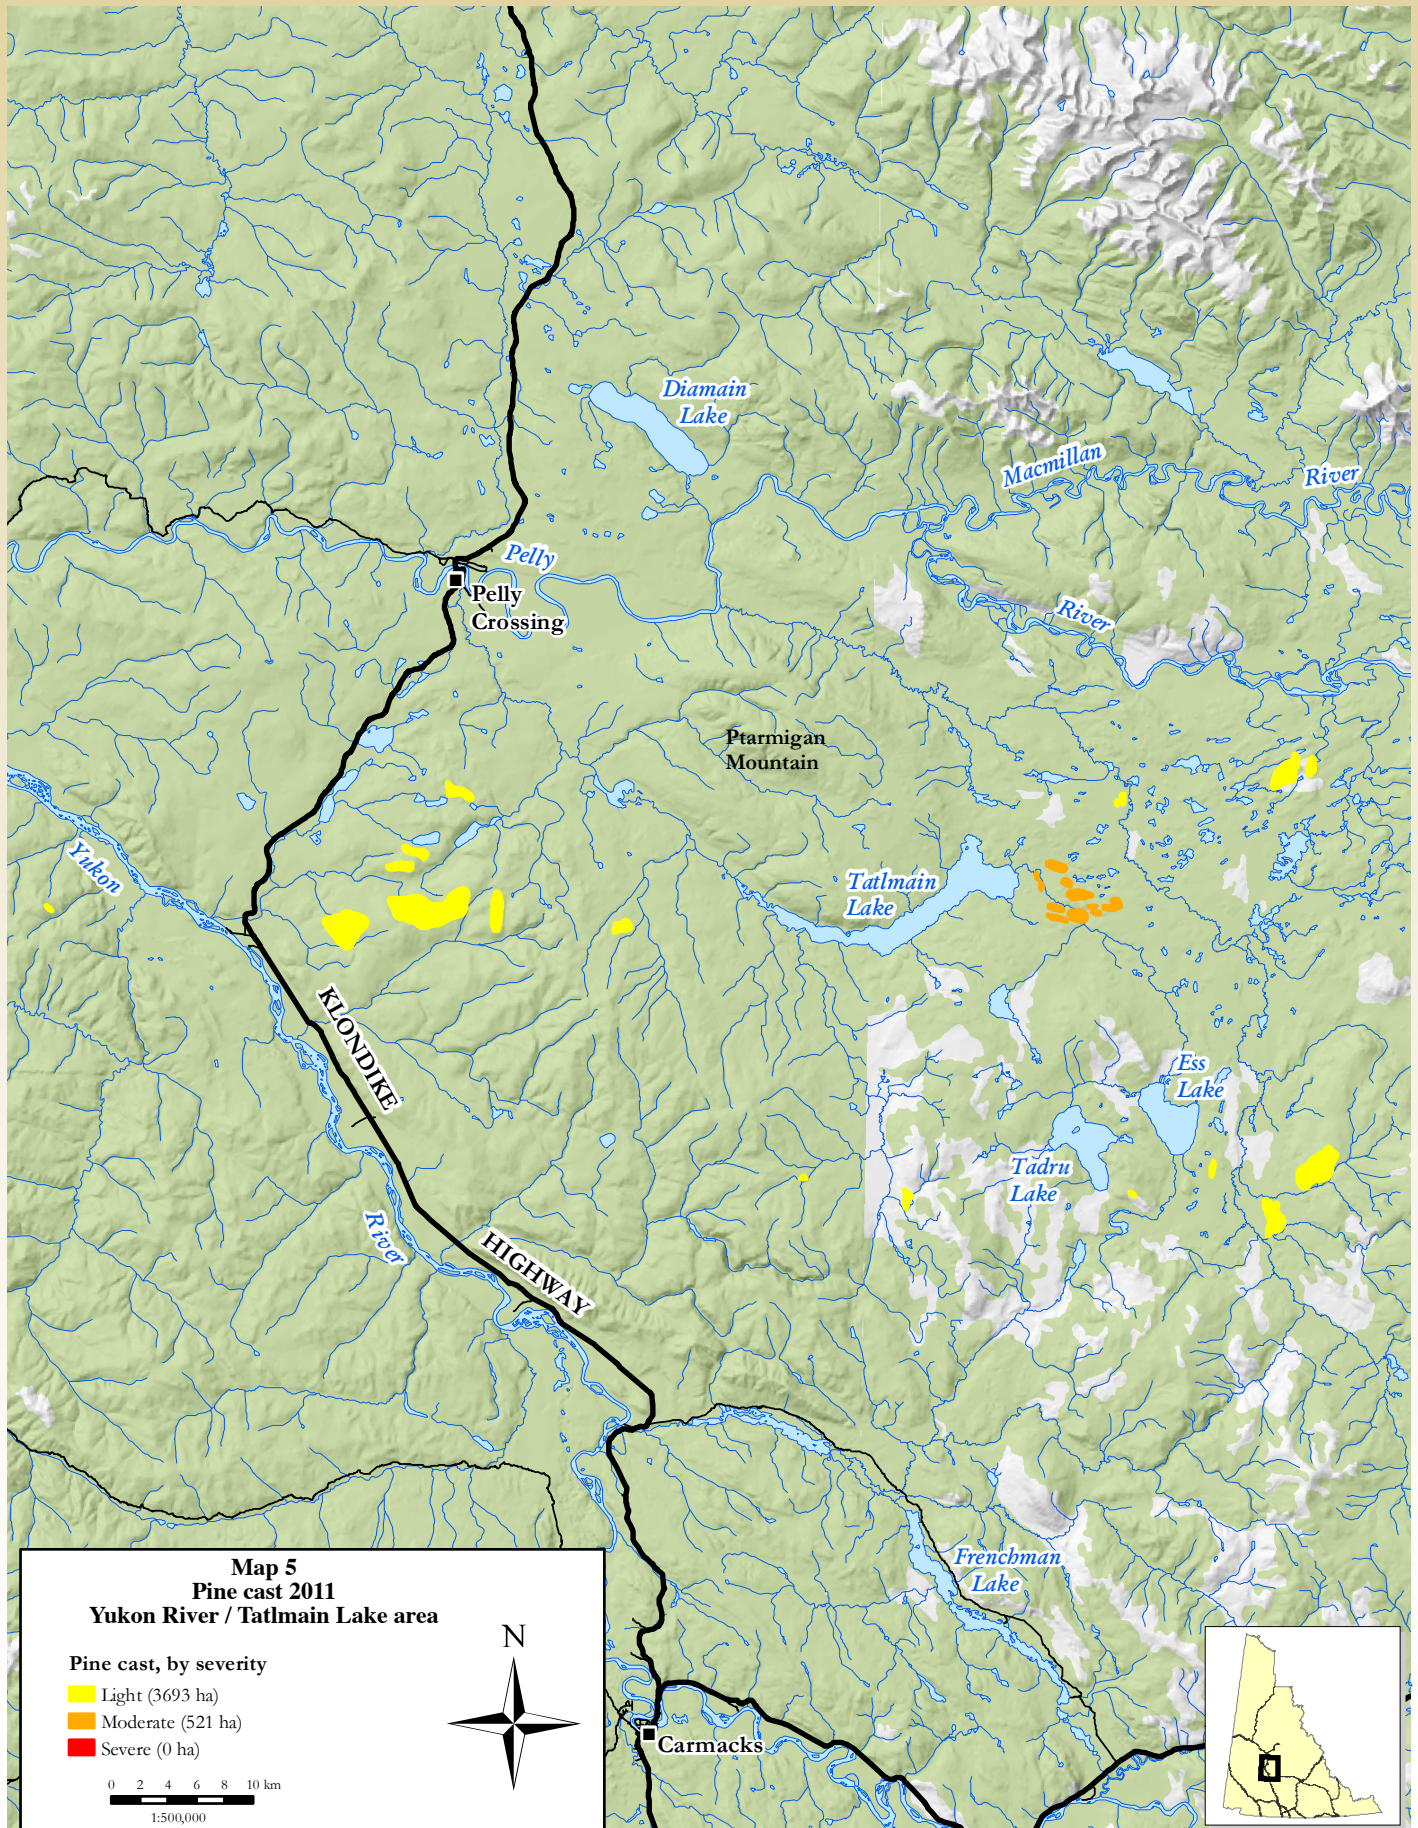 Diamain
Lake
Macmillan
River
Pelly
Pelly
Crossing
River
Ptarmigan
Mountain
Yukon
Tatlmain
Lake
KLONDIKE
Ess
Lake
Tadru
Lake
River
HIGHWAY
Frenchman
Lake
Carmacks
Map 5
Pine cast 2011
Yukon River / Tatlmain Lake area
N
Pine cast, by severity
Light (3693 ha)
Moderate (521 ha)
Severe (0 ha)
0 2 4 6 8 10 km
1:500,000